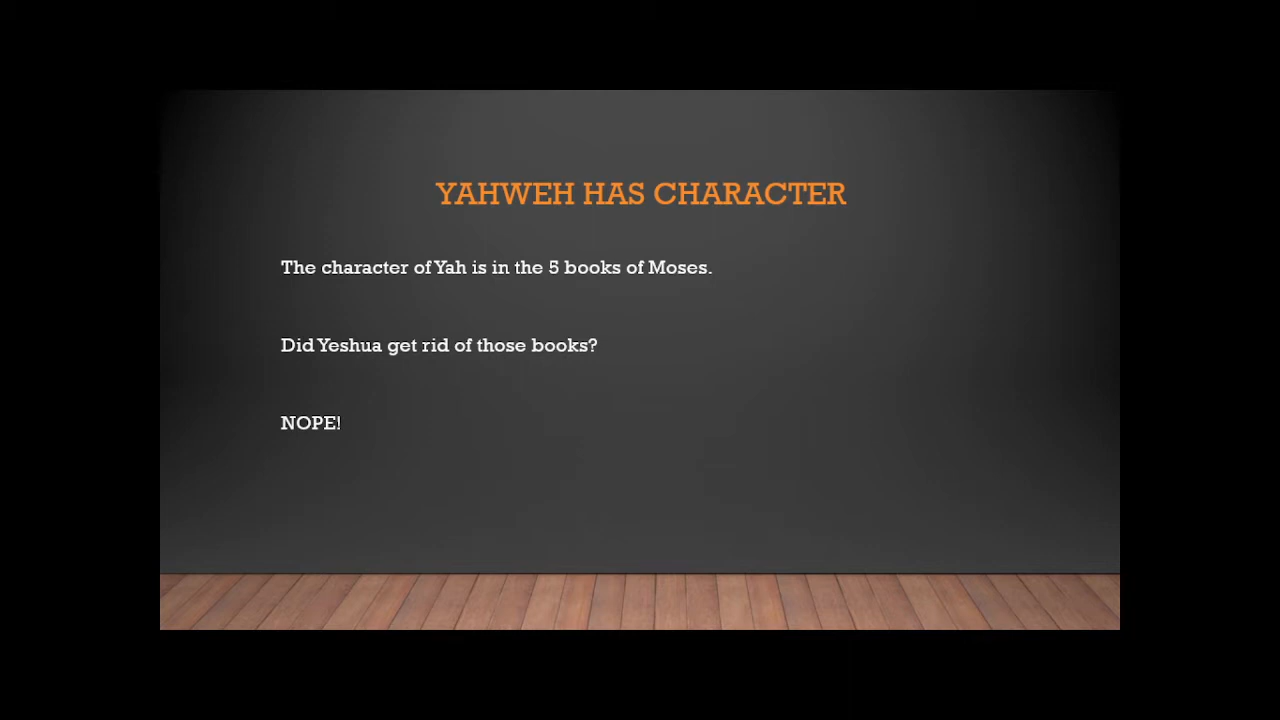 YAHWEH HAS CHARACTER
The character of Yah is in the 5 books of Moses.
Did Yeshua get rid of those books?
NOPE!